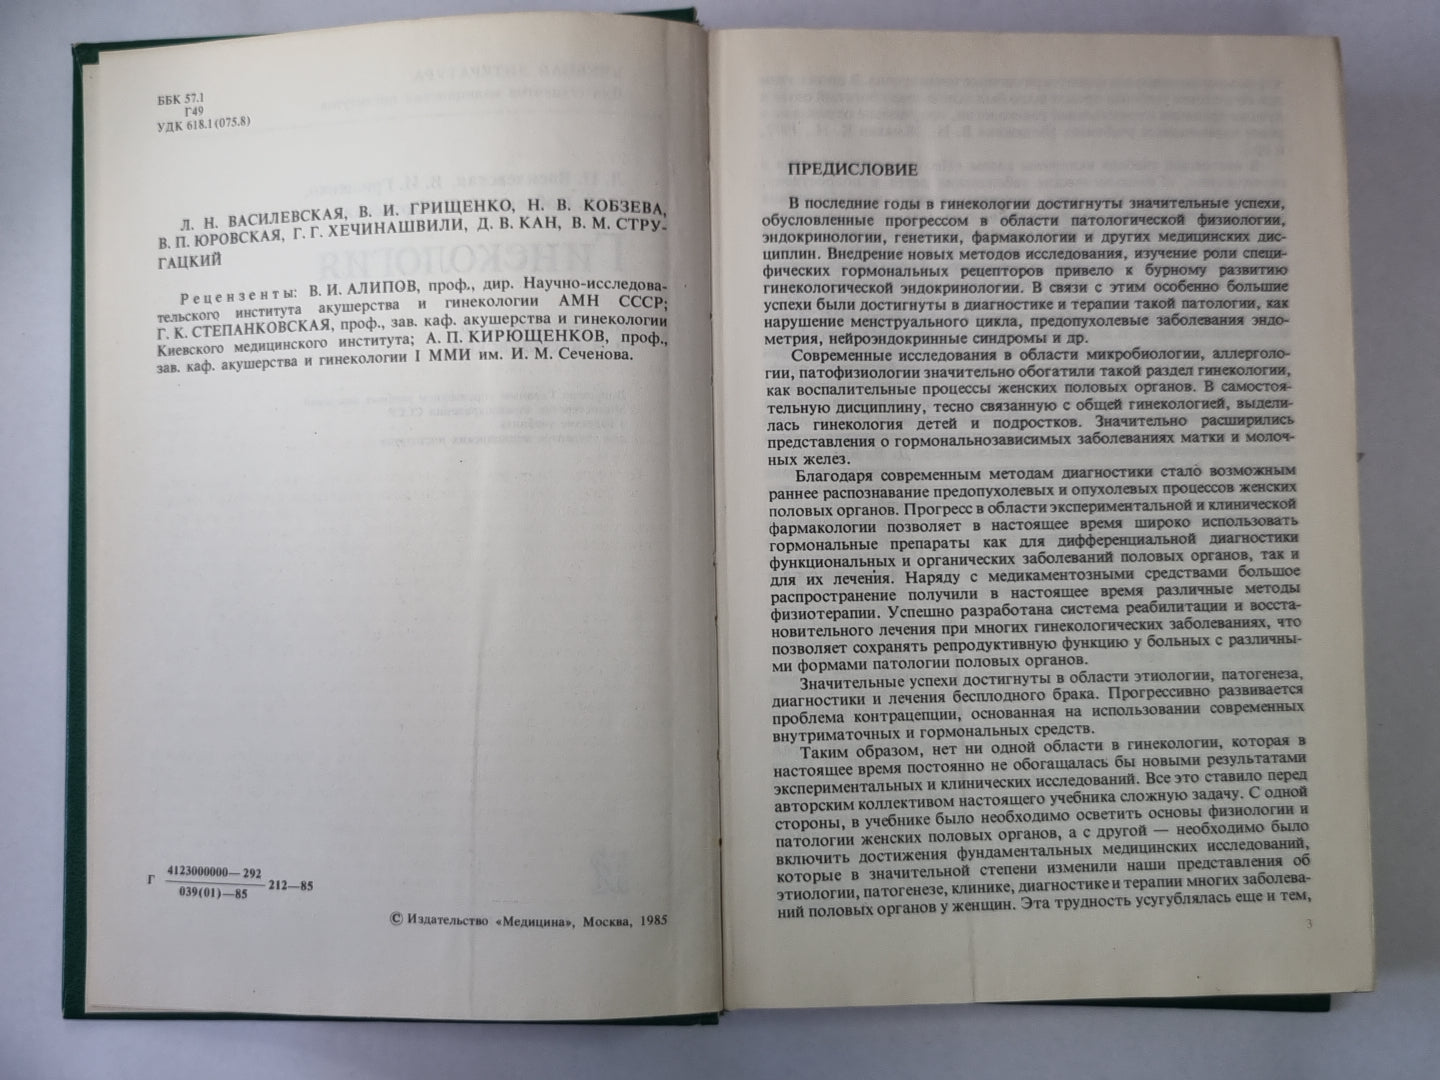 ББК 57.1
Г49
УДК 618.1 (075.8)
Л. Н. ВАСИЛЕВСКАЯ, В. И. ГРИЩЕНКО, Н. В. КОБЗЕВА,
В. П. ЮРОВСКАЯ, Г. Г. ХЕЧИНАШВИЛИ, Д. В. КАН, В. М. СТРУ-
ГАЦКИЙ
Рецензенты: В. И. АЛИПОВ, проф., дир. Научно-исследова-
тельского института акушерства и гинекологии АМН СССР;
Г. К. СТЕПАНКОВСКАЯ, проф., зав. каф. акушерства и гинекологии
Киевского медицинского института; А. П. КИРЮЩЕНКОВ, проф.,
зав. каф. акушерства и гинекологии I ММИ им. И. М. Сеченова.
Г 4123000000—292
039(01)—85 212—85
© Издательство «Медицина», Москва, 1985
ПРЕДИСЛОВИЕ
В последние годы в гинекологии достигнуты значительные успехи,
обусловленные прогрессом в области патологической физиологии,
эндокринологии, генетики, фармакологии и других медицинских дис-
циплин. Внедрение новых методов исследования, изучение роли специ-
фических гормональных рецепторов привело к бурному развитию
гинекологической эндокринологии. В связи с этим особенно большие
успехи были достигнуты в диагностике и терапии такой патологии, как
нарушение менструального цикла, предопухолевые заболевания эндо-
метрия, нейроэндокринные синдромы и др.
Современные исследования в области микробиологии, аллерголо-
гии, патофизиологии значительно обогатили такой раздел гинекологии,
как воспалительные процессы женских половых органов. В самостоя-
тельную дисциплину, тесно связанную с общей гинекологией, выдели-
лась гинекология детей и подростков. Значительно расширились
представления о гормональнозависимых заболеваниях матки и молоч-
ных желез.
Благодаря современным методам диагностики стало возможным
раннее распознавание предопухолевых и опухолевых процессов женских
половых органов. Прогресс в области экспериментальной и клинической
фармакологии позволяет в настоящее время широко использовать
гормональные препараты как для дифференциальной диагностики
функциональных и органических заболеваний половых органов, так и
для их лечения. Наряду с медикаментозными средствами большое
распространение получили в настоящее время различные методы
физиотерапии. Успешно разработана система реабилитации и восста-
новительного лечения при многих гинекологических заболеваниях, что
позволяет сохранять репродуктивную функцию у больных с различны-
ми формами патологии половых органов.
Значительные успехи достигнуты в области этиологии, патогенеза,
диагностики и лечения бесплодного брака. Прогрессивно развивается
проблема контрацепции, основанная на использовании современных
внутриматочных и гормональных средств.
Таким образом, нет ни одной области в гинекологии, которая в
настоящее время постоянно не обогащалась бы новыми результатами
экспериментальных и клинических исследований. Все это ставило перед
авторским коллективом настоящего учебника сложную задачу. С одной
стороны, в учебнике было необходимо осветить основы физиологии и
патологии женских половых органов, а с другой — необходимо было
включить достижения фундаментальных медицинских исследований,
которые в значительной степени изменили наши представления об
этиологии, патогенезе, клинике, диагностике и терапии многих заболева-
ний половых органов у женщин. Эта трудность усугублялась еще и тем,
3